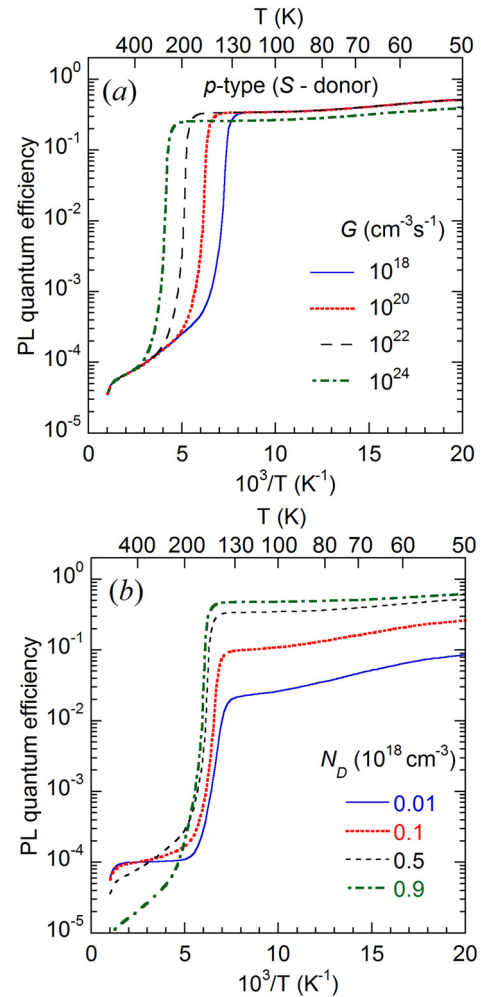 T (K)
400 200 130 100 80 60 50
(a)
p-type (S - donor)
G (cm⁻³s⁻¹)
10¹⁸
10²⁰
10²²
10²⁴
PL quantum efficiency
10⁰
10⁻¹
10⁻²
10⁻³
10⁻⁴
10⁻⁵
0 5 10 15 20
10³/T (K⁻¹)
T (K)
400 200 130 100 80 60 50
(b)
N_D (10¹⁸ cm⁻³)
0.01
0.1
0.5
0.9
PL quantum efficiency
10⁰
10⁻¹
10⁻²
10⁻³
10⁻⁴
10⁻⁵
0 5 10 15 20
10³/T (K⁻¹)